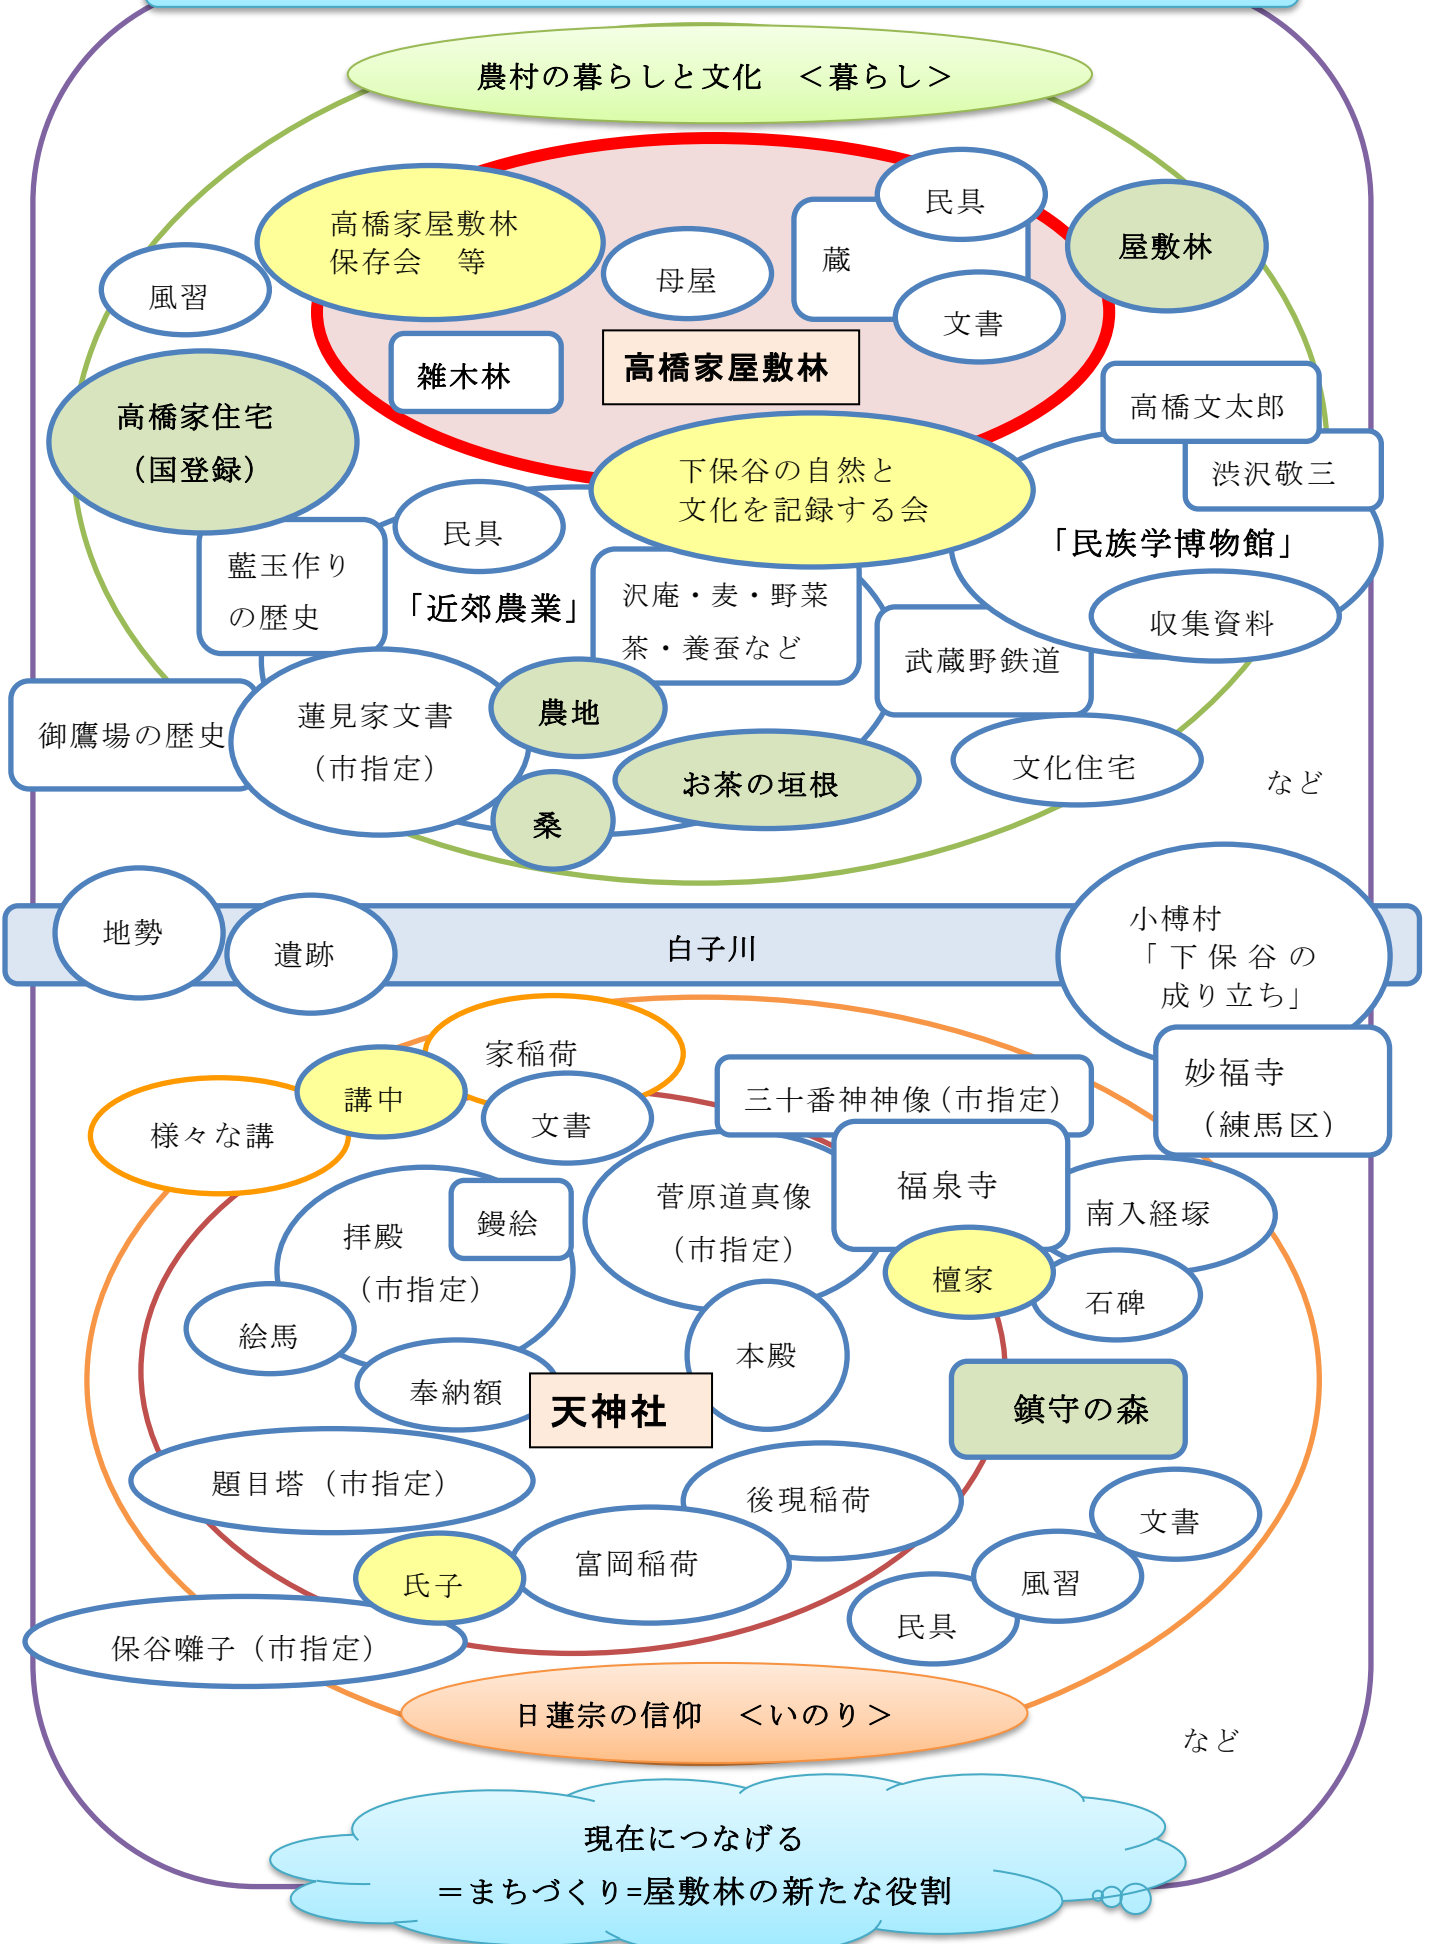 農村の暮らしと文化　＜暮らし＞
民具
高橋家屋敷林
保存会　等
屋敷林
蔵
母屋
風習
文書
高橋家屋敷林
雑木林
高橋家住宅
（国登録）
高橋文太郎
渋沢敬三
下保谷の自然と
文化を記録する会
民具
「民族学博物館」
藍玉作り
の歴史
「近郊農業」
沢庵・麦・野菜
茶・養蚕など
収集資料
武蔵野鉄道
御鷹場の歴史
蓮見家文書
（市指定）
農地
お茶の垣根
文化住宅
など
桑
地勢
遺跡
白子川
小榑村
「下保谷の
成り立ち」
家稲荷
講中
文書
様々な講
三十番神神像（市指定）
妙福寺
（練馬区）
拝殿
（市指定）
鏝絵
菅原道真像
（市指定）
福泉寺
南入経塚
檀家
石碑
絵馬
奉納額
本殿
天神社
鎮守の森
題目塔（市指定）
後現稲荷
文書
富岡稲荷
氏子
風習
民具
保谷囃子（市指定）
日蓮宗の信仰　＜いのり＞
など
現在につなげる
＝まちづくり=屋敷林の新たな役割